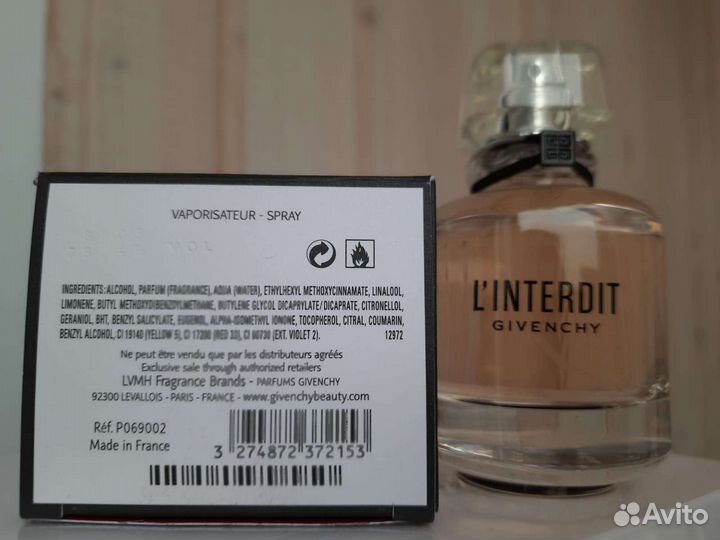 VAPORISATEUR - SPRAY
INGREDIENTS: ALCOHOL, PARFUM (FRAGRANCE), AQUA (WATER), ETHYLHEXYL METHOXYCINNAMATE, LINALOOL,
LIMONENE, BUTYL METHOXYDIBENZOYLMETHANE, BUTYLENE GLYCOL DICAPRYLATE/DICAPRATE, CITRONELLOL,
GERANIOL, BHT, BENZYL SALICYLATE, EUGENOL, ALPHA-ISOMETHYL IONONE, TOCOPHEROL, CITRAL, COUMARIN,
BENZYL ALCOHOL, CI 19140 (YELLOW 5), CI 17200 (RED 33), CI 60730 (EXT. VIOLET 2). 12972
Ne peut être vendu que par les distributeurs agréés
Exclusive sale through authorized retailers
LVMH Fragrance Brands - PARFUMS GIVENCHY
92300 LEVALLOIS - PARIS - FRANCE - www.givenchybeauty.com
Réf. P069002
Made in France
3 274872 372153
L'INTERDIT
GIVENCHY
Avito